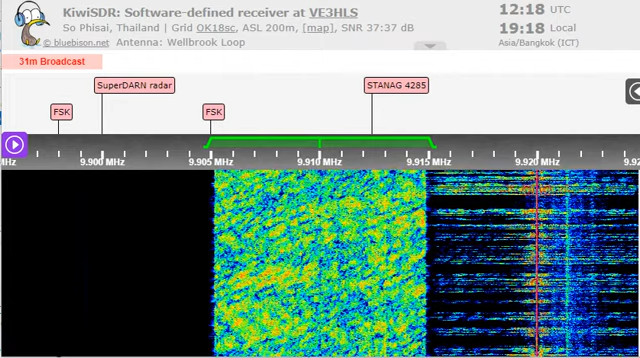 KiwiSDR: Software-defined receiver at VE3HLS
So Phisai, Thailand | Grid OK18sc, ASL 200m, [map], SNR 37:37 dB
© bluebison.net Antenna: Wellbrook Loop
12:18 UTC
19:18 Local
Asia/Bangkok (ICT)
31m Broadcast
SuperDARN radar
STANAG 4285
FSK
FSK
MHz
9.900 MHz
9.905 MHz
9.910 MHz
9.915 MHz
9.920 MHz